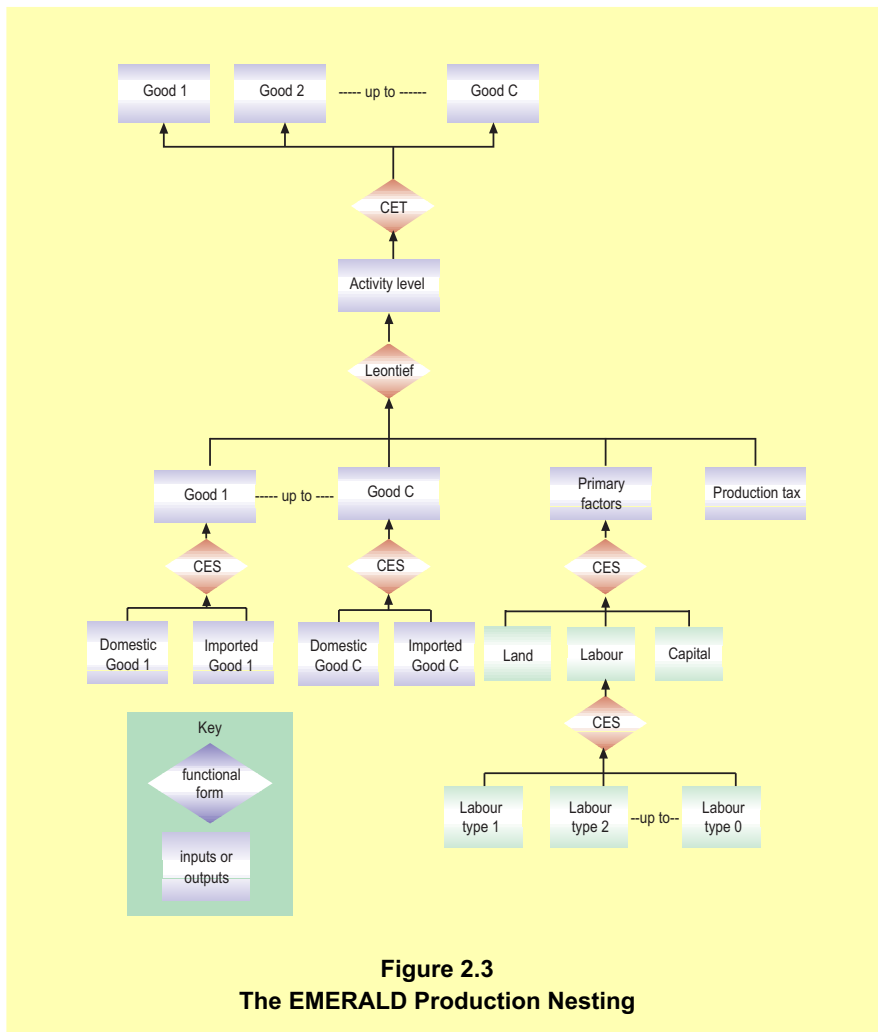 Good 1
Good 2
----- up to ------
Good C
CET
Activity level
Leontief
Good 1
----- up to ----
Good C
Primary
factors
Production tax
CES
CES
CES
Domestic
Good 1
Imported
Good 1
Domestic
Good C
Imported
Good C
Land
Labour
Capital
CES
Labour
type 1
Labour
type 2
--up to--
Labour
type 0
Key
functional
form
inputs or
outputs
Figure 2.3
The EMERALD Production Nesting